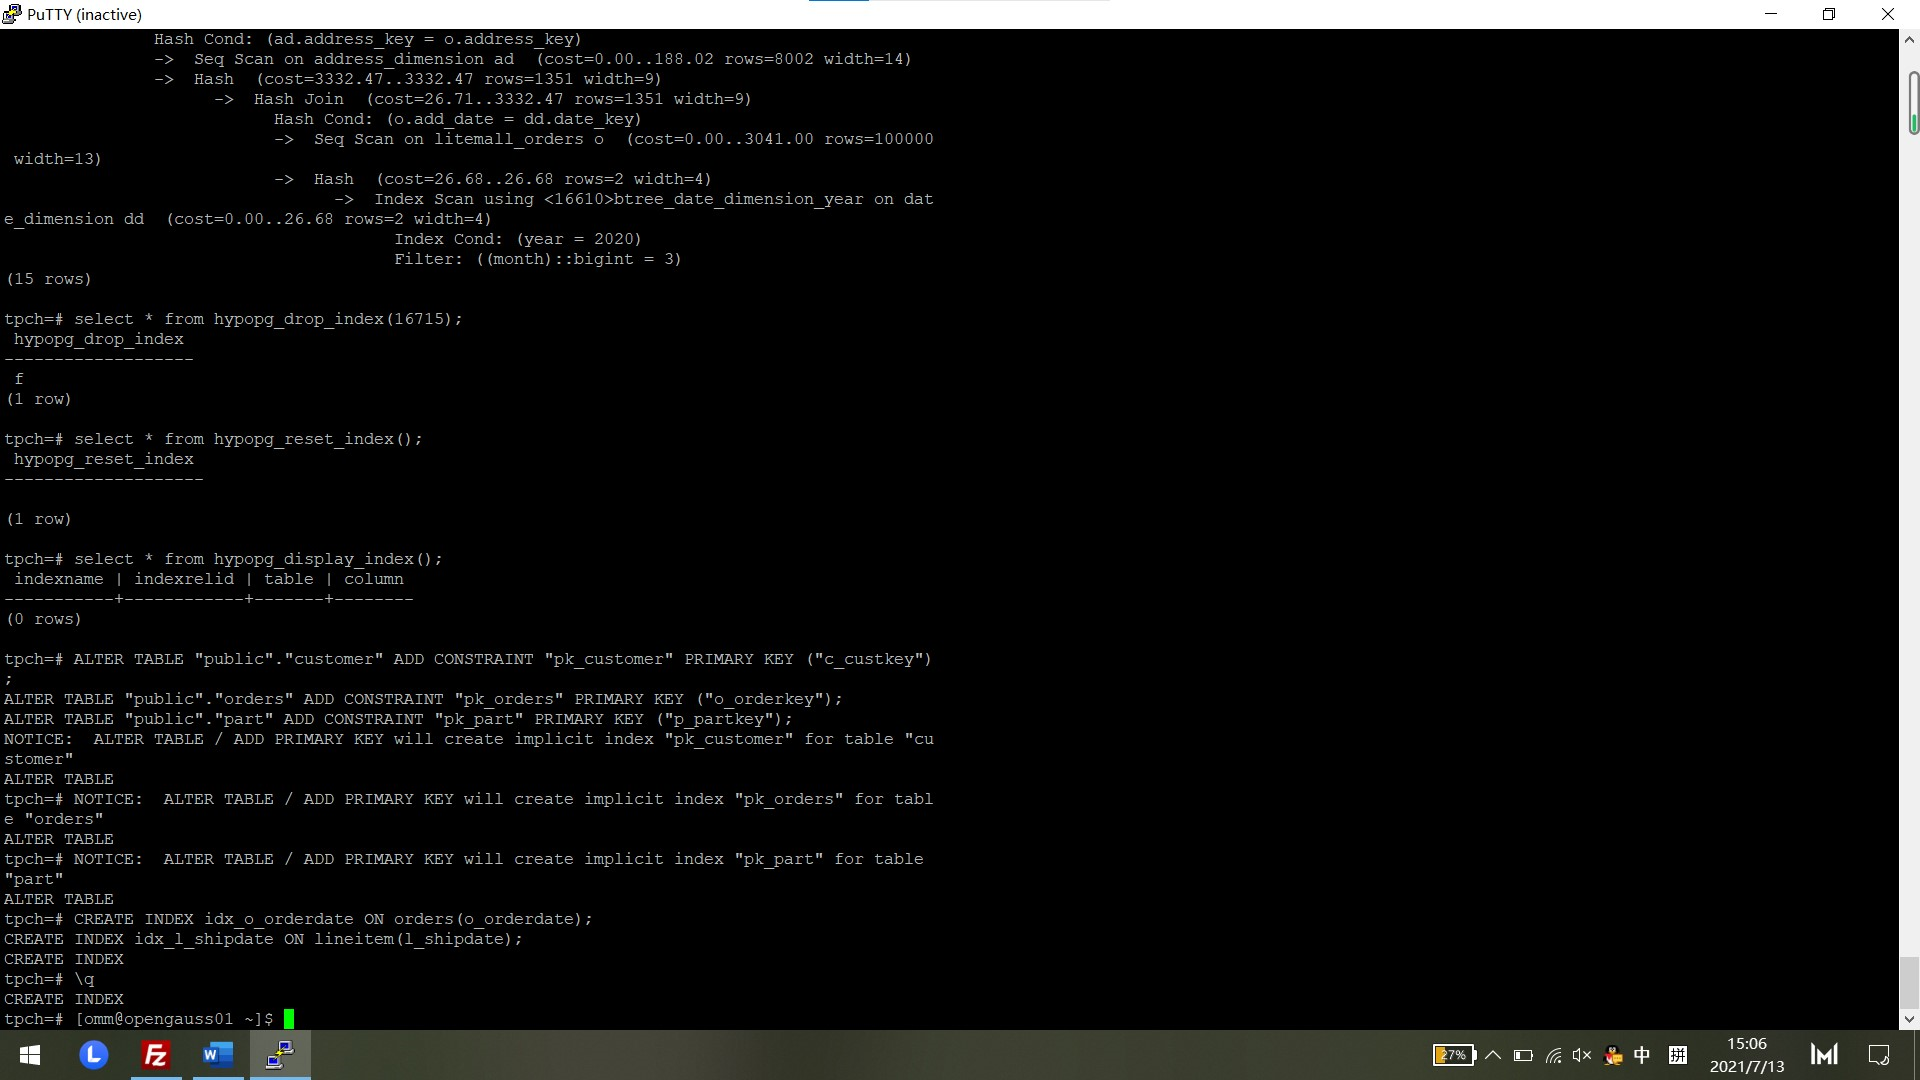 PuTTY (inactive)
Hash Cond: (ad.address_key = o.address_key)
->  Seq Scan on address_dimension ad  (cost=0.00..188.02 rows=8002 width=14)
->  Hash  (cost=3332.47..3332.47 rows=1351 width=9)
->  Hash Join  (cost=26.71..3332.47 rows=1351 width=9)
Hash Cond: (o.add_date = dd.date_key)
->  Seq Scan on litemall_orders o  (cost=0.00..3041.00 rows=100000
width=13)
->  Hash  (cost=26.68..26.68 rows=2 width=4)
->  Index Scan using <16610>btree_date_dimension_year on dat
e_dimension dd  (cost=0.00..26.68 rows=2 width=4)
Index Cond: (year = 2020)
Filter: ((month)::bigint = 3)
(15 rows)
tpch=# select * from hypopg_drop_index(16715);
hypopg_drop_index
-------------------
f
(1 row)
tpch=# select * from hypopg_reset_index();
hypopg_reset_index
--------------------
(1 row)
tpch=# select * from hypopg_display_index();
indexname | indexrelid | table | column
-----------+------------+-------+--------
(0 rows)
tpch=# ALTER TABLE "public"."customer" ADD CONSTRAINT "pk_customer" PRIMARY KEY ("c_custkey")
;
ALTER TABLE "public"."orders" ADD CONSTRAINT "pk_orders" PRIMARY KEY ("o_orderkey");
ALTER TABLE "public"."part" ADD CONSTRAINT "pk_part" PRIMARY KEY ("p_partkey");
NOTICE:  ALTER TABLE / ADD PRIMARY KEY will create implicit index "pk_customer" for table "cu
stomer"
ALTER TABLE
tpch=# NOTICE:  ALTER TABLE / ADD PRIMARY KEY will create implicit index "pk_orders" for tabl
e "orders"
ALTER TABLE
tpch=# NOTICE:  ALTER TABLE / ADD PRIMARY KEY will create implicit index "pk_part" for table
"part"
ALTER TABLE
tpch=# CREATE INDEX idx_o_orderdate ON orders(o_orderdate);
CREATE INDEX idx_l_shipdate ON lineitem(l_shipdate);
CREATE INDEX
tpch=# \q
CREATE INDEX
tpch=# [omm@opengauss01 ~]$
27%
中
拼
15:06
2021/7/13